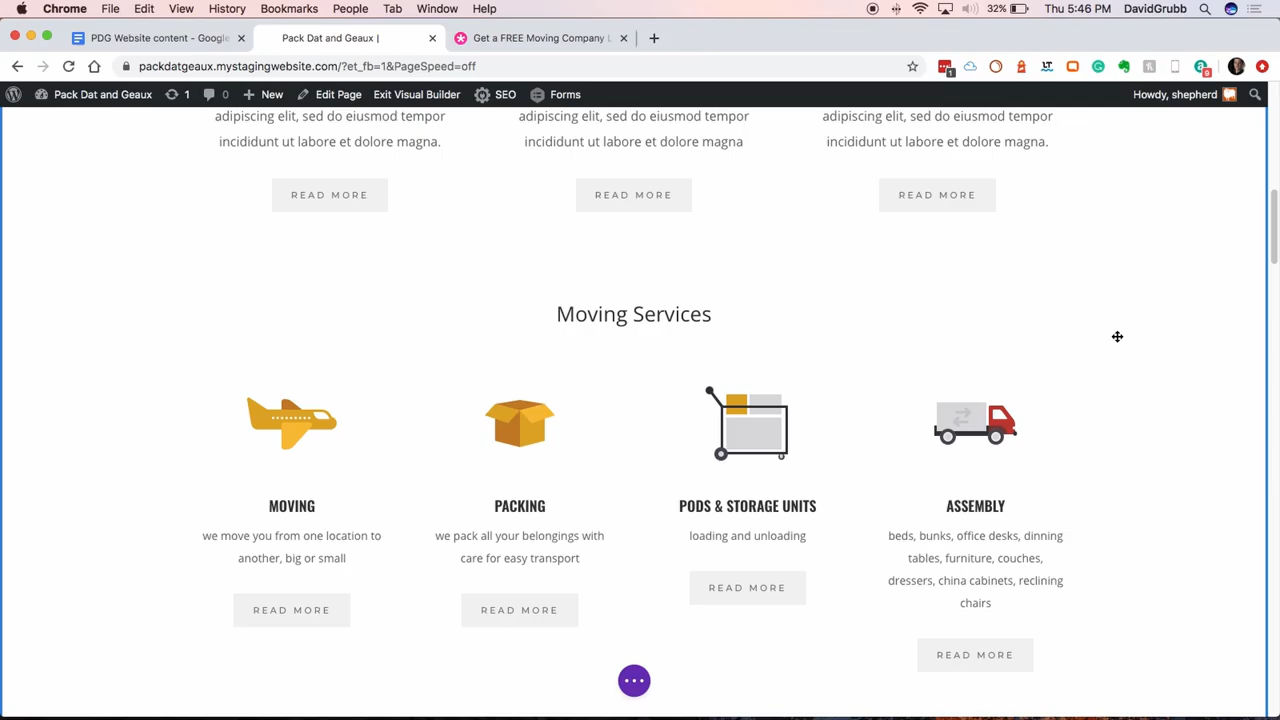 Chrome File Edit View History Bookmarks People Tab Window Help 32% Thu 5:46 PM DavidGrubb
PDG Website content - Google Pack Dat and Geaux | Get a FREE Moving Company L
packdatgeaux.mystagingwebsite.com/?et_fb=1&PageSpeed=off
Pack Dat and Geaux 1 0 New Edit Page Exit Visual Builder SEO Forms Howdy, shepherd
adipiscing elit, sed do eiusmod tempor
incididunt ut labore et dolore magna.
READ MORE
adipiscing elit, sed do eiusmod tempor
incididunt ut labore et dolore magna
READ MORE
adipiscing elit, sed do eiusmod tempor
incididunt ut labore et dolore magna.
READ MORE
Moving Services
MOVING
we move you from one location to
another, big or small
READ MORE
PACKING
we pack all your belongings with
care for easy transport
READ MORE
PODS & STORAGE UNITS
loading and unloading
READ MORE
ASSEMBLY
beds, bunks, office desks, dinning
tables, furniture, couches,
dressers, china cabinets, reclining
chairs
READ MORE